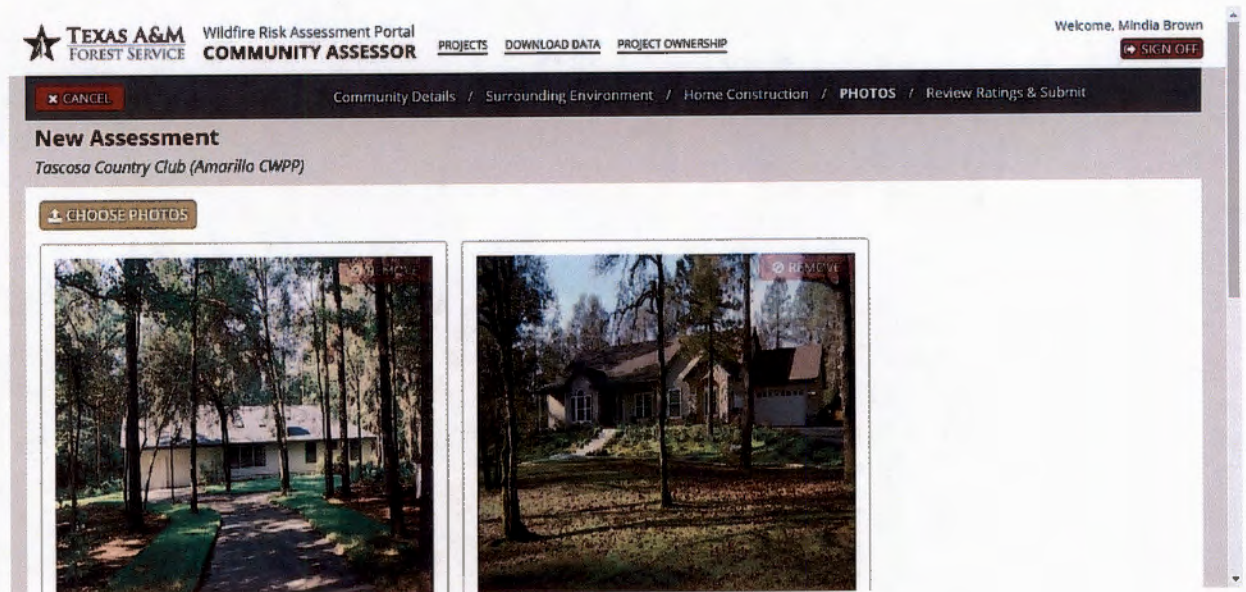 TEXAS A&M
FOREST SERVICE
Wildfire Risk Assessment Portal
COMMUNITY ASSESSOR
PROJECTS DOWNLOAD DATA PROJECT OWNERSHIP
Welcome, Mindia Brown
SIGN OFF
CANCEL
Community Details / Surrounding Environment / Home Construction / PHOTOS / Review Ratings & Submit
New Assessment
Tascosa Country Club (Amarillo CWPP)
CHOOSE PHOTOS
REMOVE
REMOVE